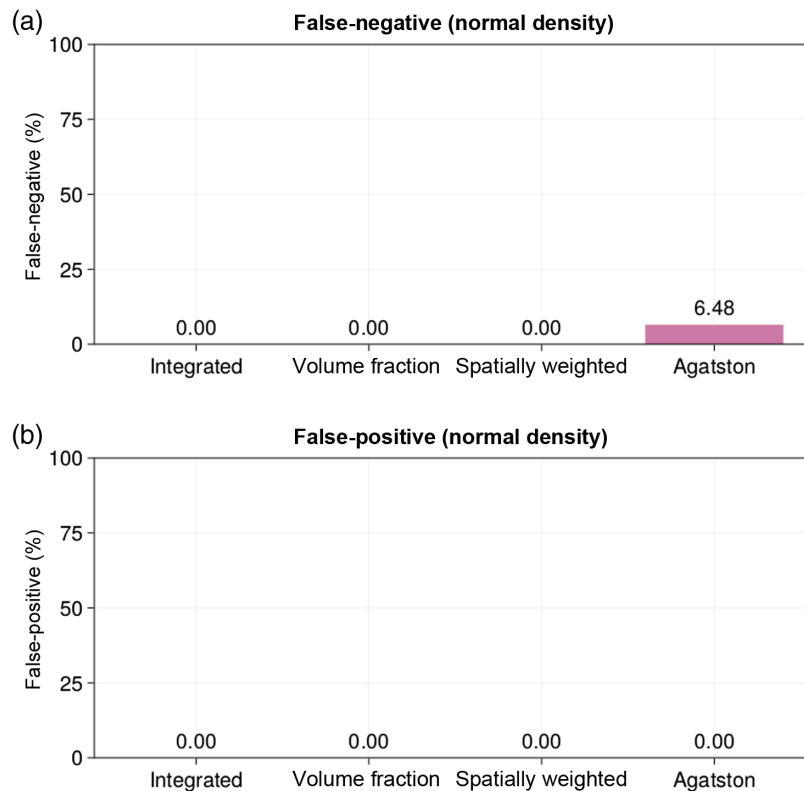 (a)
False-negative (normal density)
False-negative (%)
100
75
50
25
0
0.00 0.00 0.00 6.48
Integrated Volume fraction Spatially weighted Agatston
(b)
False-positive (normal density)
False-positive (%)
100
75
50
25
0
0.00 0.00 0.00 0.00
Integrated Volume fraction Spatially weighted Agatston